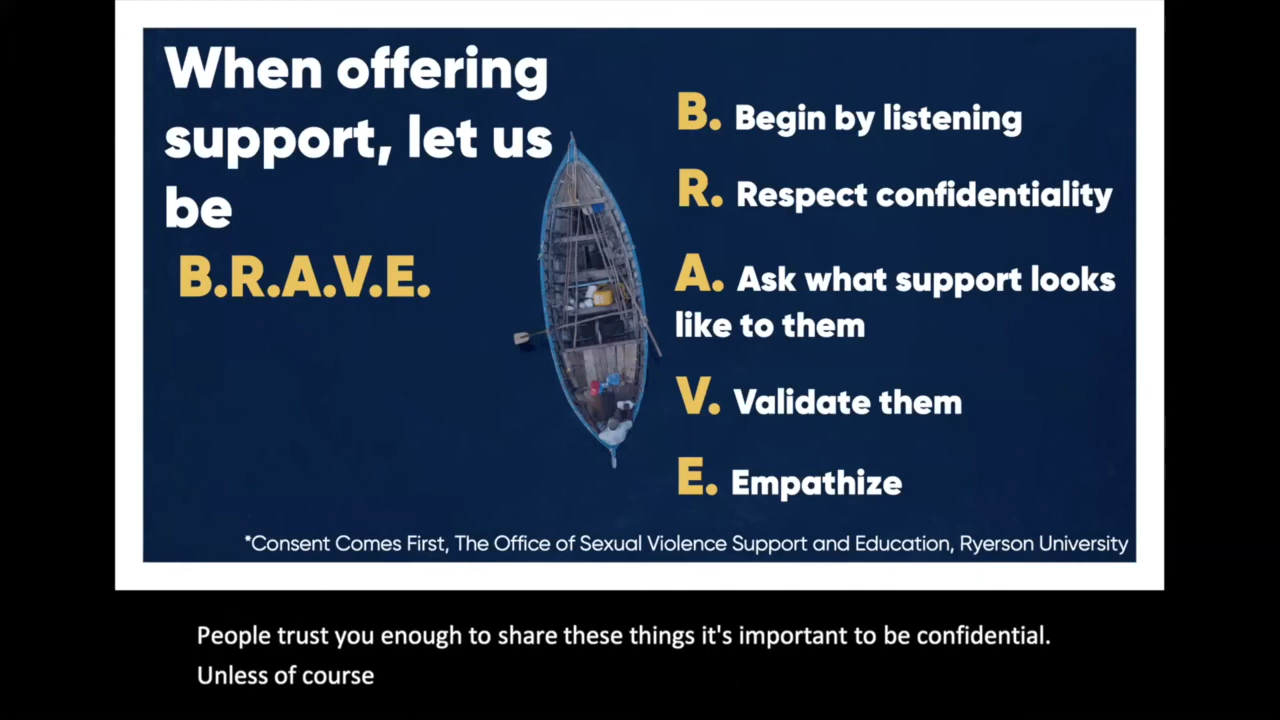 When offering
support, let us
be
B.R.A.V.E.
B. Begin by listening
R. Respect confidentiality
A. Ask what support looks
like to them
V. Validate them
E. Empathize
*Consent Comes First, The Office of Sexual Violence Support and Education, Ryerson University
People trust you enough to share these things it's important to be confidential.
Unless of course